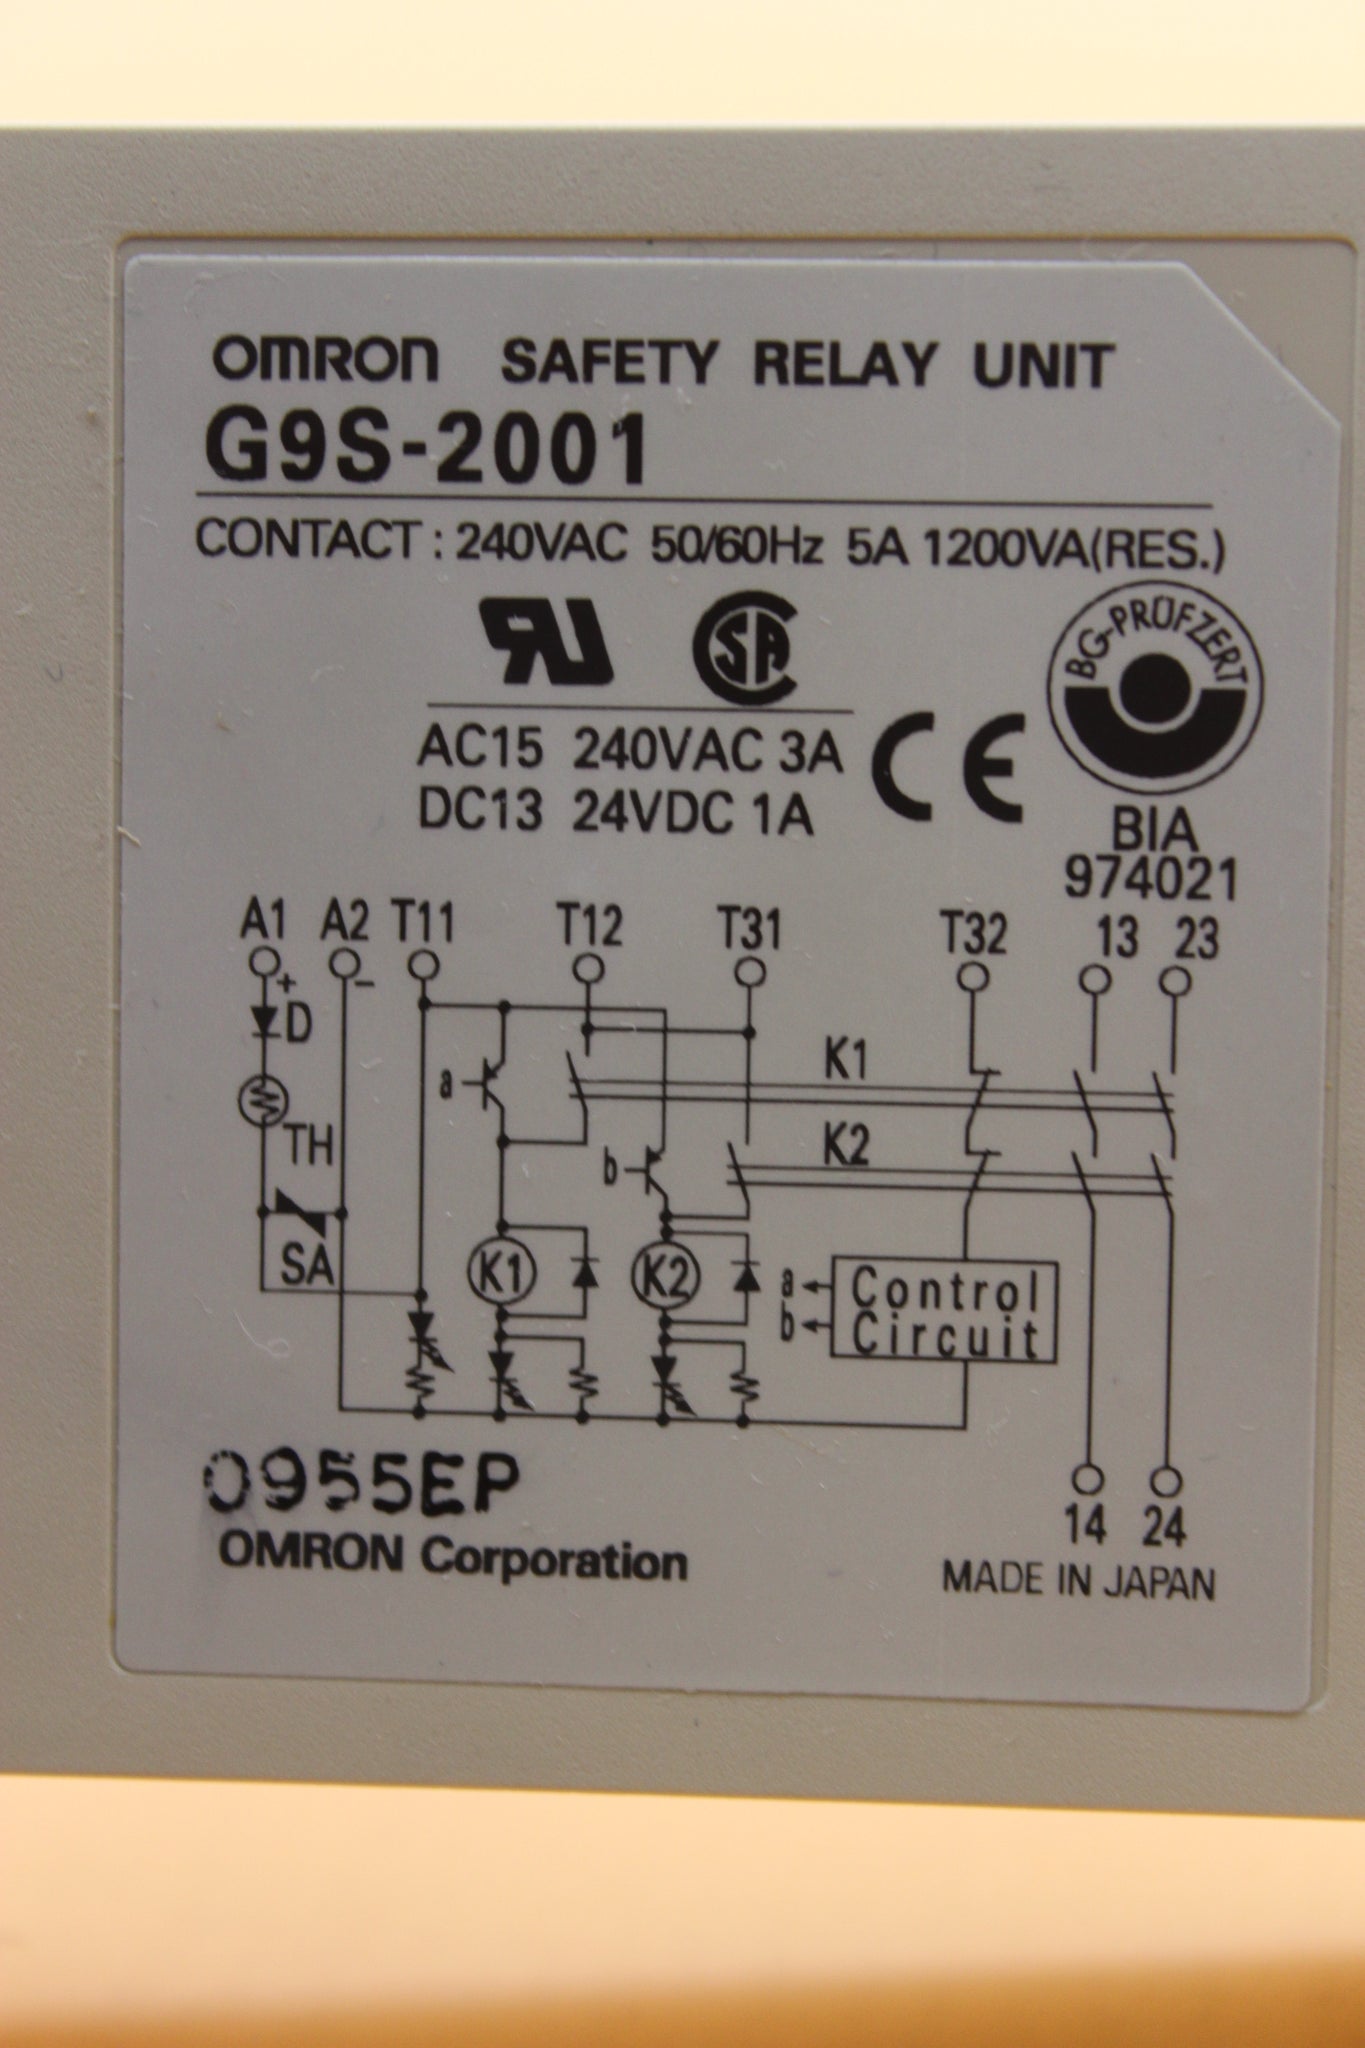 OMRON SAFETY RELAY UNIT
G9S-2001
CONTACT : 240VAC 50/60Hz 5A 1200VA(RES.)
BG-PRÜFZERT
AC15 240VAC 3A
DC13 24VDC 1A
CE
BIA
974021
A1 A2 T11 T12 T31 T32 13 23
+ -
D
a
K1
TH
b
K2
SA
K1 K2
a Control
b Circuit
0955EP
14 24
OMRON Corporation
MADE IN JAPAN